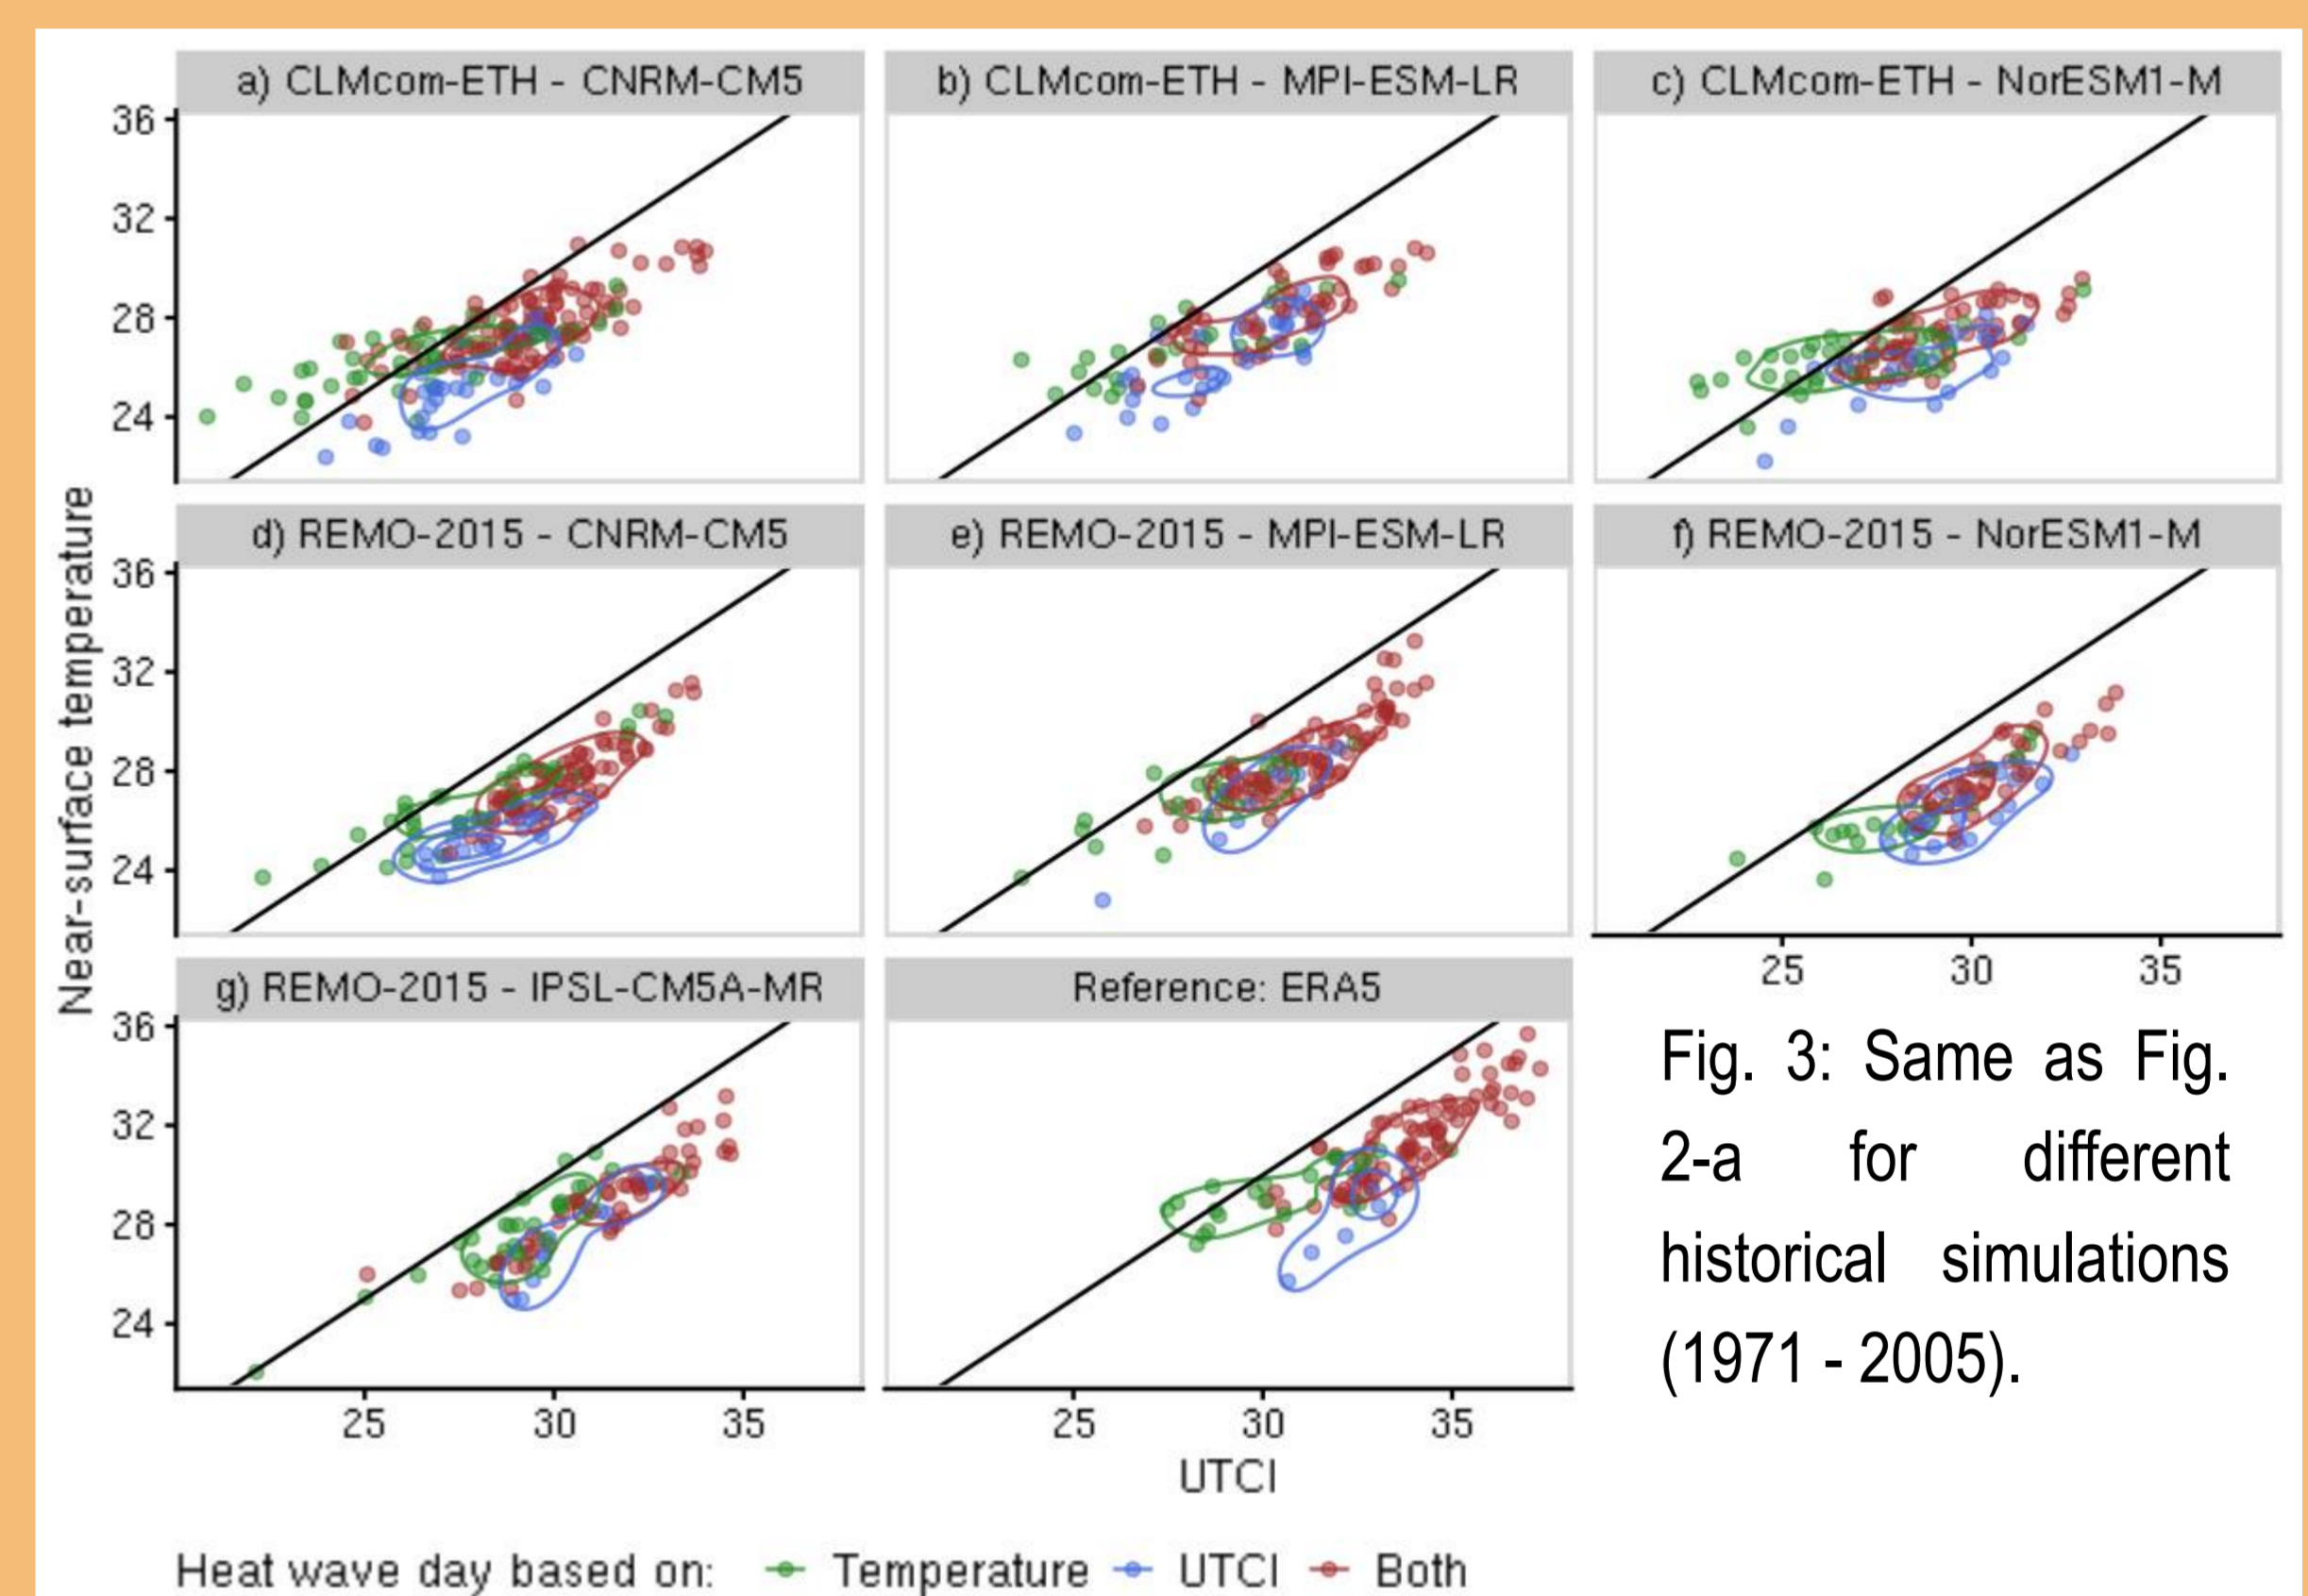 a) CLMcom-ETH - CNRM-CM5
b) CLMcom-ETH - MPI-ESM-LR
c) CLMcom-ETH - NorESM1-M
36
32
28
24
d) REMO-2015 - CNRM-CM5
e) REMO-2015 - MPI-ESM-LR
f) REMO-2015 - NorESM1-M
36
32
28
24
25 30 35
Near-surface temperature
g) REMO-2015 - IPSL-CM5A-MR
Reference: ERA5
36
32
28
24
25 30 35
25 30 35
UTCI
Fig. 3: Same as Fig.
2-a for different
historical simulations
(1971 - 2005).
Heat wave day based on: Temperature UTCI Both